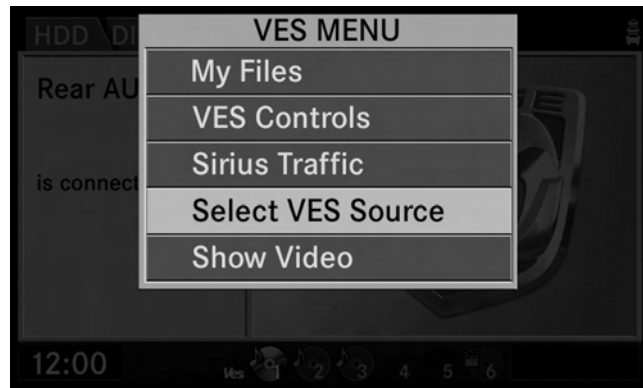 HDD DI
VES MENU
Rear AU
My Files
VES Controls
Sirius Traffic
is connect
Select VES Source
Show Video
12:00
Ves 1 2 3 4 5 6